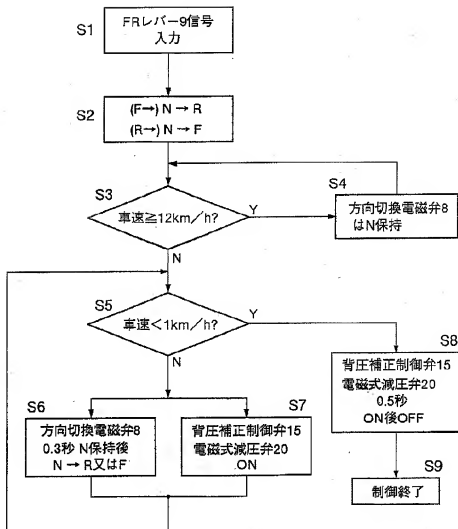 S1
FRレバー9信号
入力
S2
(F→) N → R
(R→) N → F
S3
車速≧12km/h?
Y
N
S4
方向切換電磁弁8
はN保持
S5
車速<1km/h?
Y
N
S6
方向切換電磁弁8
0.3秒 N保持後
N → R又はF
S7
背圧補正制御弁15
電磁式減圧弁20
ON
S8
背圧補正制御弁15
電磁式減圧弁20
0.5秒
ON後OFF
S9
制御終了